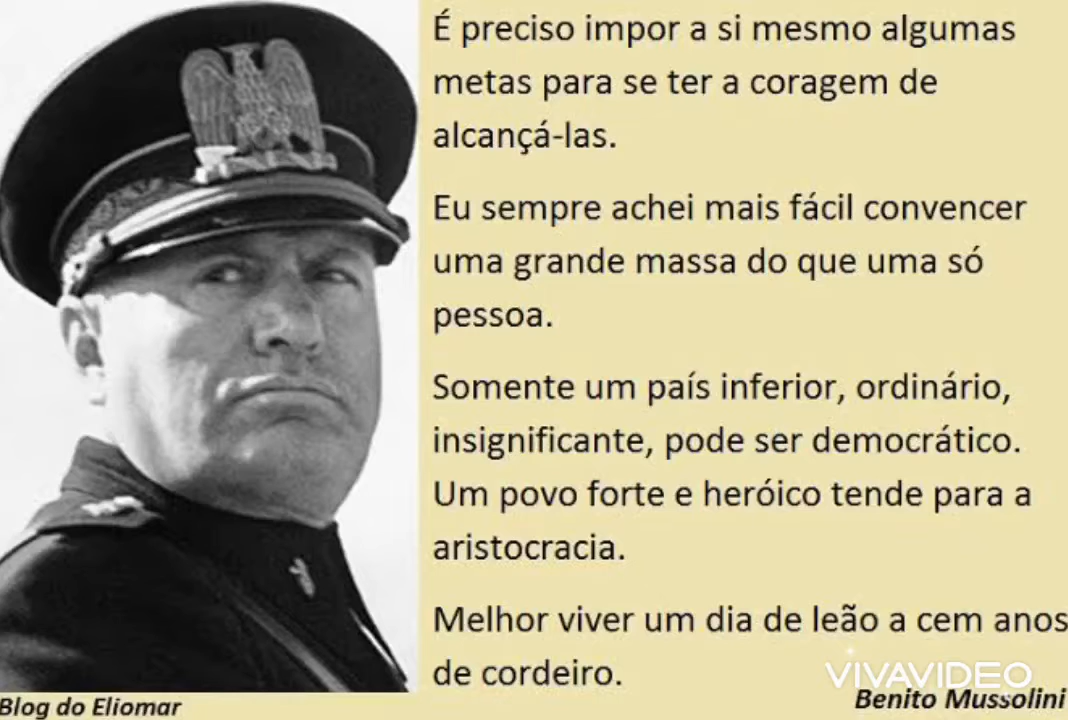 É preciso impor a si mesmo algumas
metas para se ter a coragem de
alcançá-las.
Eu sempre achei mais fácil convencer
uma grande massa do que uma só
pessoa.
Somente um país inferior, ordinário,
insignificante, pode ser democrático.
Um povo forte e heróico tende para a
aristocracia.
Melhor viver um dia de leão a cem anos
de cordeiro.
VIVAVIDEO
Benito Mussolini
Blog do Eliomar